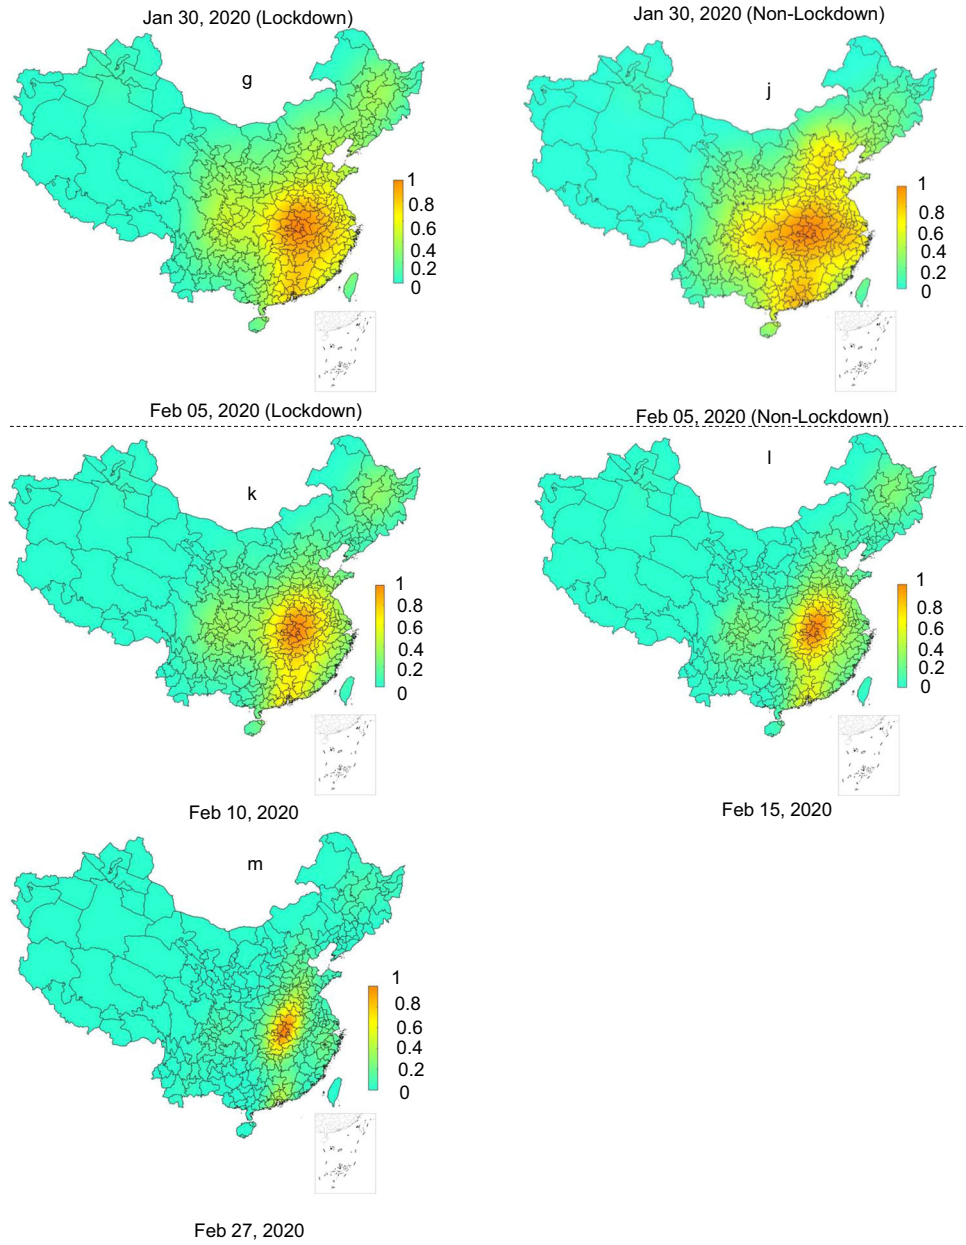 Jan 30, 2020 (Lockdown)
Jan 30, 2020 (Non-Lockdown)
g
j
1
0.8
0.6
0.4
0.2
0
1
0.8
0.6
0.4
0.2
0
Feb 05, 2020 (Lockdown)
Feb 05, 2020 (Non-Lockdown)
k
l
1
0.8
0.6
0.4
0.2
0
1
0.8
0.6
0.4
0.2
0
Feb 10, 2020
Feb 15, 2020
m
1
0.8
0.6
0.4
0.2
0
Feb 27, 2020